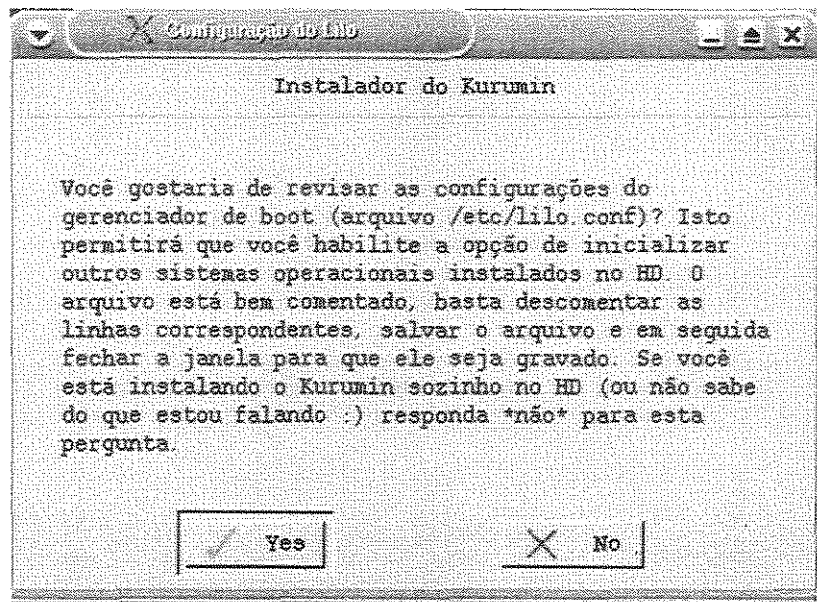 Configuração do Lilo
Instalador do Kurumin
Você gostaria de revisar as configurações do
gerenciador de boot (arquivo /etc/lilo.conf)? Isto
permitirá que você habilite a opção de inicializar
outros sistemas operacionais instalados no HD. O
arquivo está bem comentado, basta descomentar as
linhas correspondentes, salvar o arquivo e em seguida
fechar a janela para que ele seja gravado. Se você
está instalando o Kurumin sozinho no HD (ou não sabe
do que estou falando :) responda *não* para esta
pergunta.
Yes No